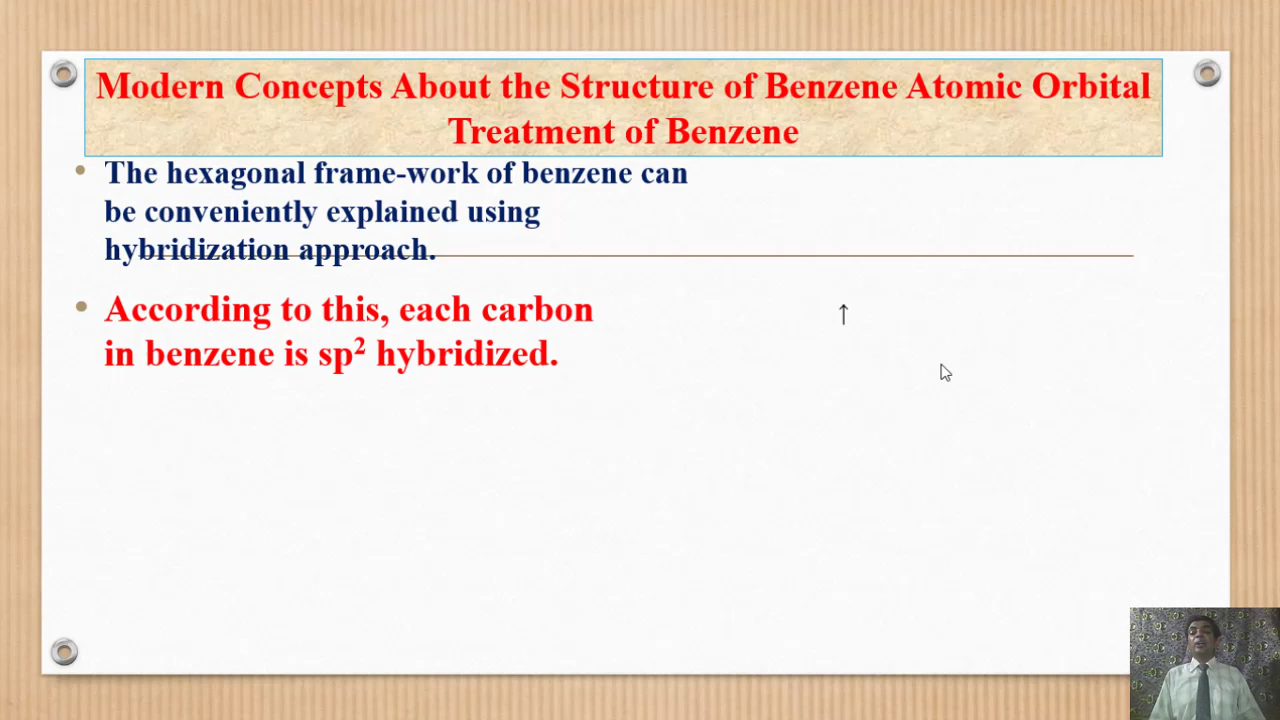 Modern Concepts About the Structure of Benzene Atomic Orbital
Treatment of Benzene
• The hexagonal frame-work of benzene can
be conveniently explained using
hybridization approach.
• According to this, each carbon
in benzene is sp² hybridized.
↑